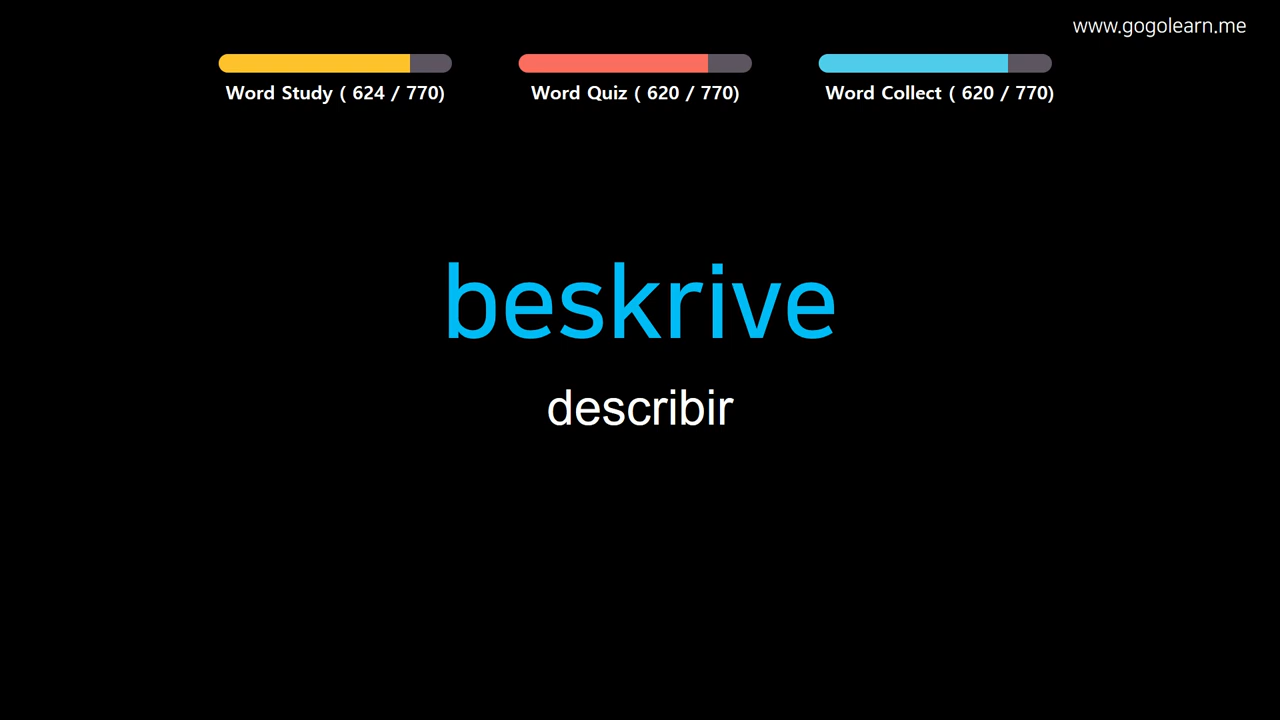 www.gogolearn.me
Word Study ( 624 / 770)
Word Quiz ( 620 / 770)
Word Collect ( 620 / 770)
beskrive
describir